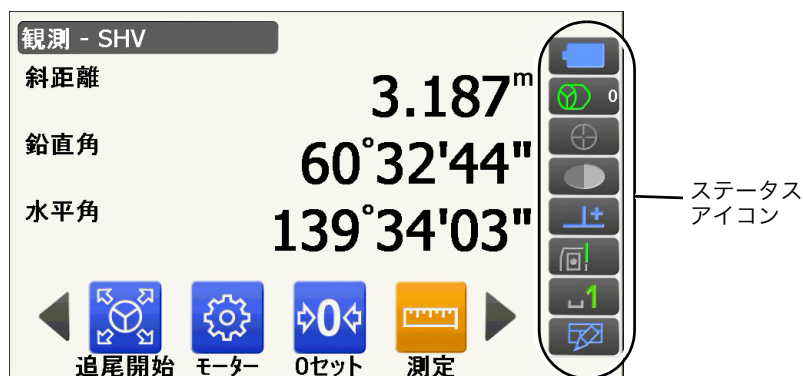 観測 - SHV
斜距離 3.187m
鉛直角 60°32'44"
水平角 139°34'03"
0
1
追尾開始 モーター 0セット 測定
0
ステータス
アイコン